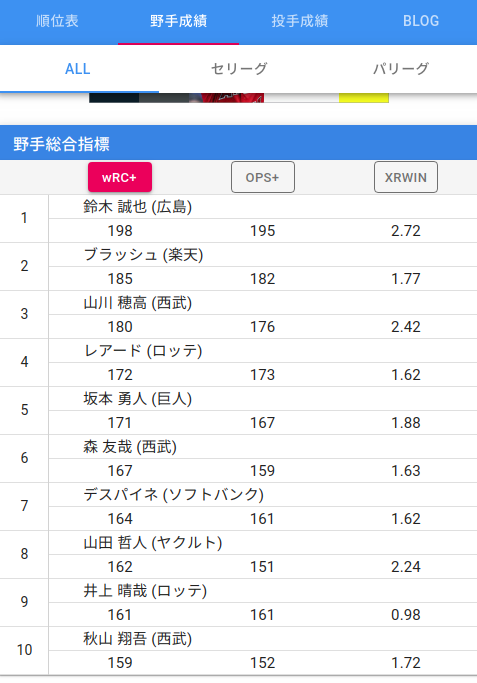 順位表 野手成績 投手成績 BLOG
ALL セリーグ パリーグ
野手総合指標
wRC+ OPS+ XRWIN
1 鈴木 誠也 (広島)
198 195 2.72
2 ブラッシュ (楽天)
185 182 1.77
3 山川 穂高 (西武)
180 176 2.42
4 レアード (ロッテ)
172 173 1.62
5 坂本 勇人 (巨人)
171 167 1.88
6 森 友哉 (西武)
167 159 1.63
7 デスパイネ (ソフトバンク)
164 161 1.62
8 山田 哲人 (ヤクルト)
162 151 2.24
9 井上 晴哉 (ロッテ)
161 161 0.98
10 秋山 翔吾 (西武)
159 152 1.72